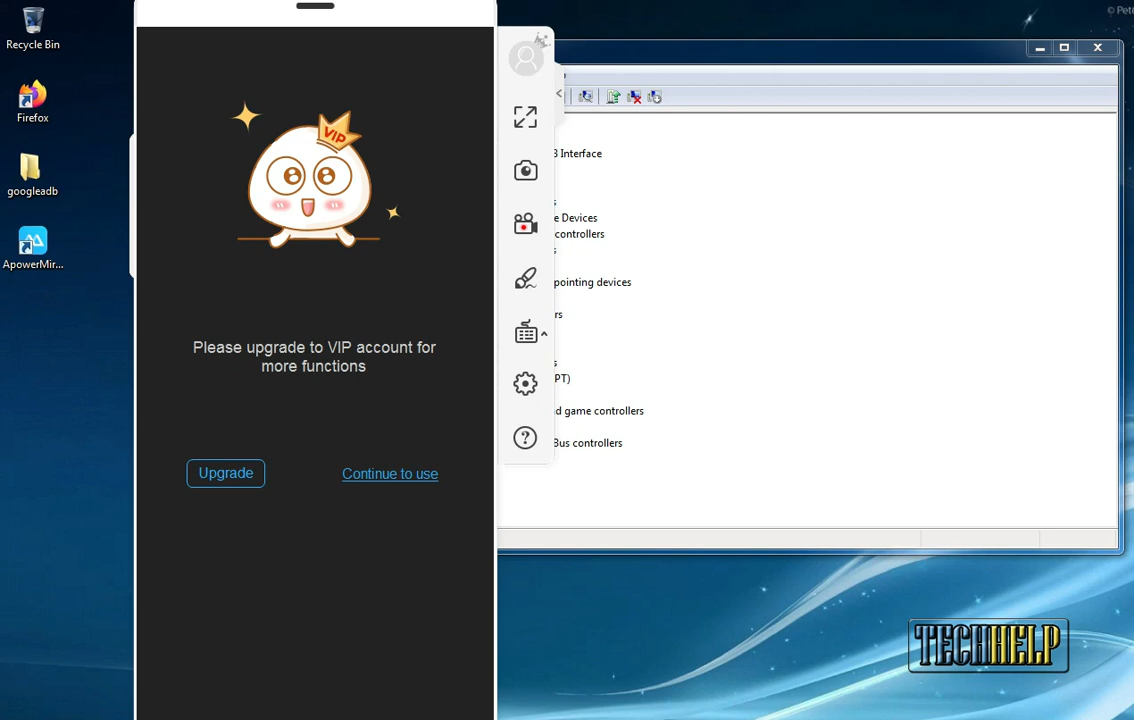 © Pete
Recycle Bin
Firefox
googleadb
ApowerMir...
VIP
Please upgrade to VIP account for
more functions
Upgrade
Continue to use
B Interface
e Devices
controllers
pointing devices
rs
PT)
d game controllers
Bus controllers
TECHHELP